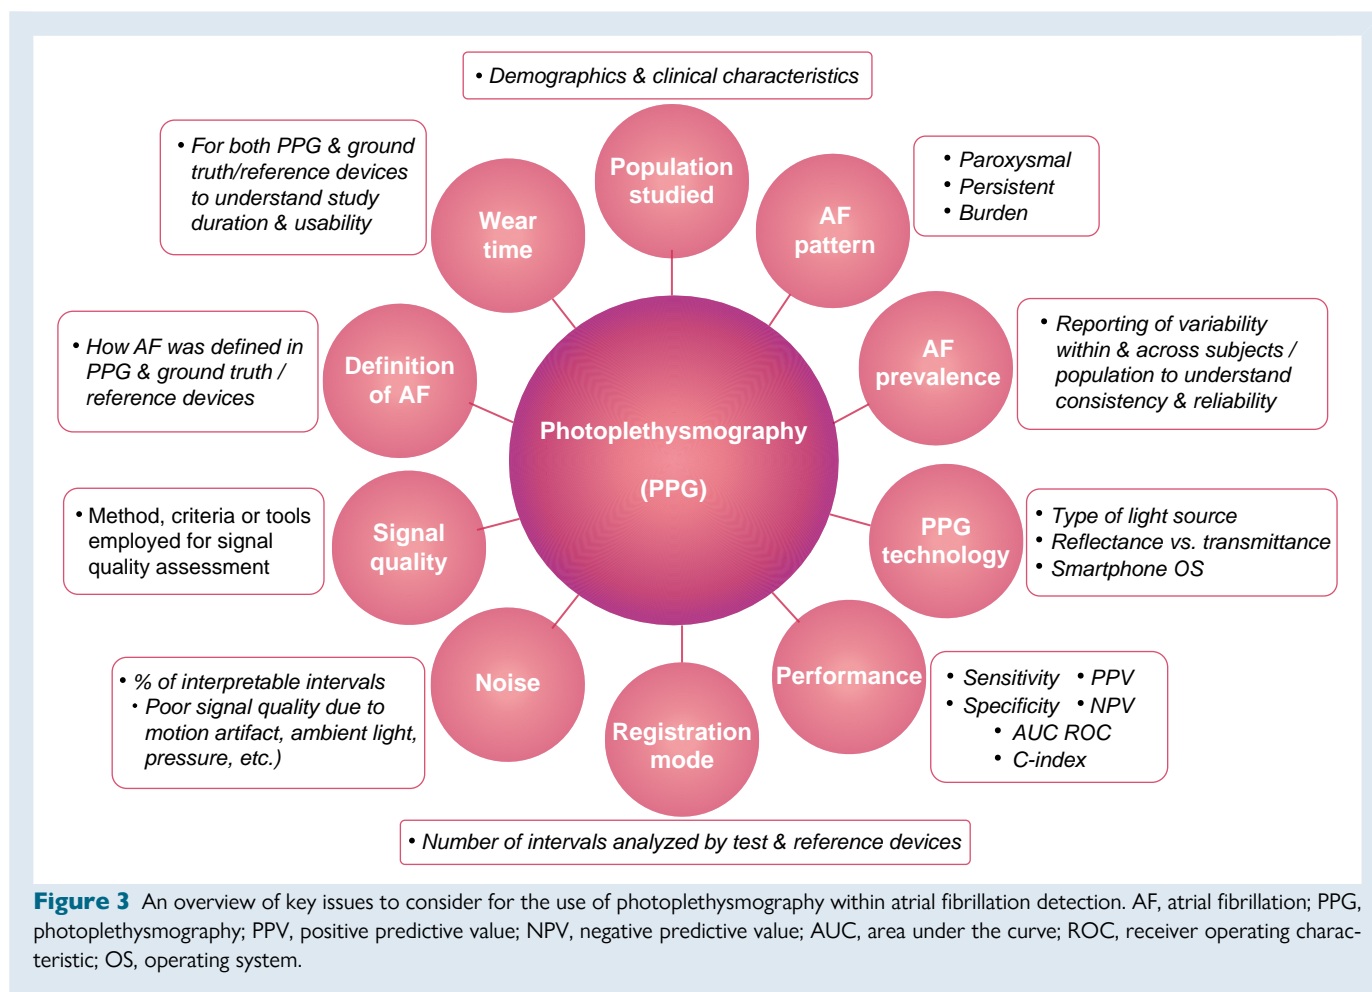 • Demographics & clinical characteristics
Population
studied
• For both PPG & ground
truth/reference devices
to understand study
duration & usability
Wear
time
AF
pattern
• Paroxysmal
• Persistent
• Burden
• How AF was defined in
PPG & ground truth /
reference devices
Definition
of AF
AF
prevalence
• Reporting of variability
within & across subjects /
population to understand
consistency & reliability
Photoplethysmography
(PPG)
• Method, criteria or tools
employed for signal
quality assessment
Signal
quality
PPG
technology
• Type of light source
• Reflectance vs. transmittance
• Smartphone OS
• % of interpretable intervals
• Poor signal quality due to
motion artifact, ambient light,
pressure, etc.)
Noise
Registration
mode
Performance
• Sensitivity • PPV
• Specificity • NPV
• AUC ROC
• C-index
• Number of intervals analyzed by test & reference devices
Figure 3 An overview of key issues to consider for the use of photoplethysmography within atrial fibrillation detection. AF, atrial fibrillation; PPG,
photoplethysmography; PPV, positive predictive value; NPV, negative predictive value; AUC, area under the curve; ROC, receiver operating charac-
teristic; OS, operating system.